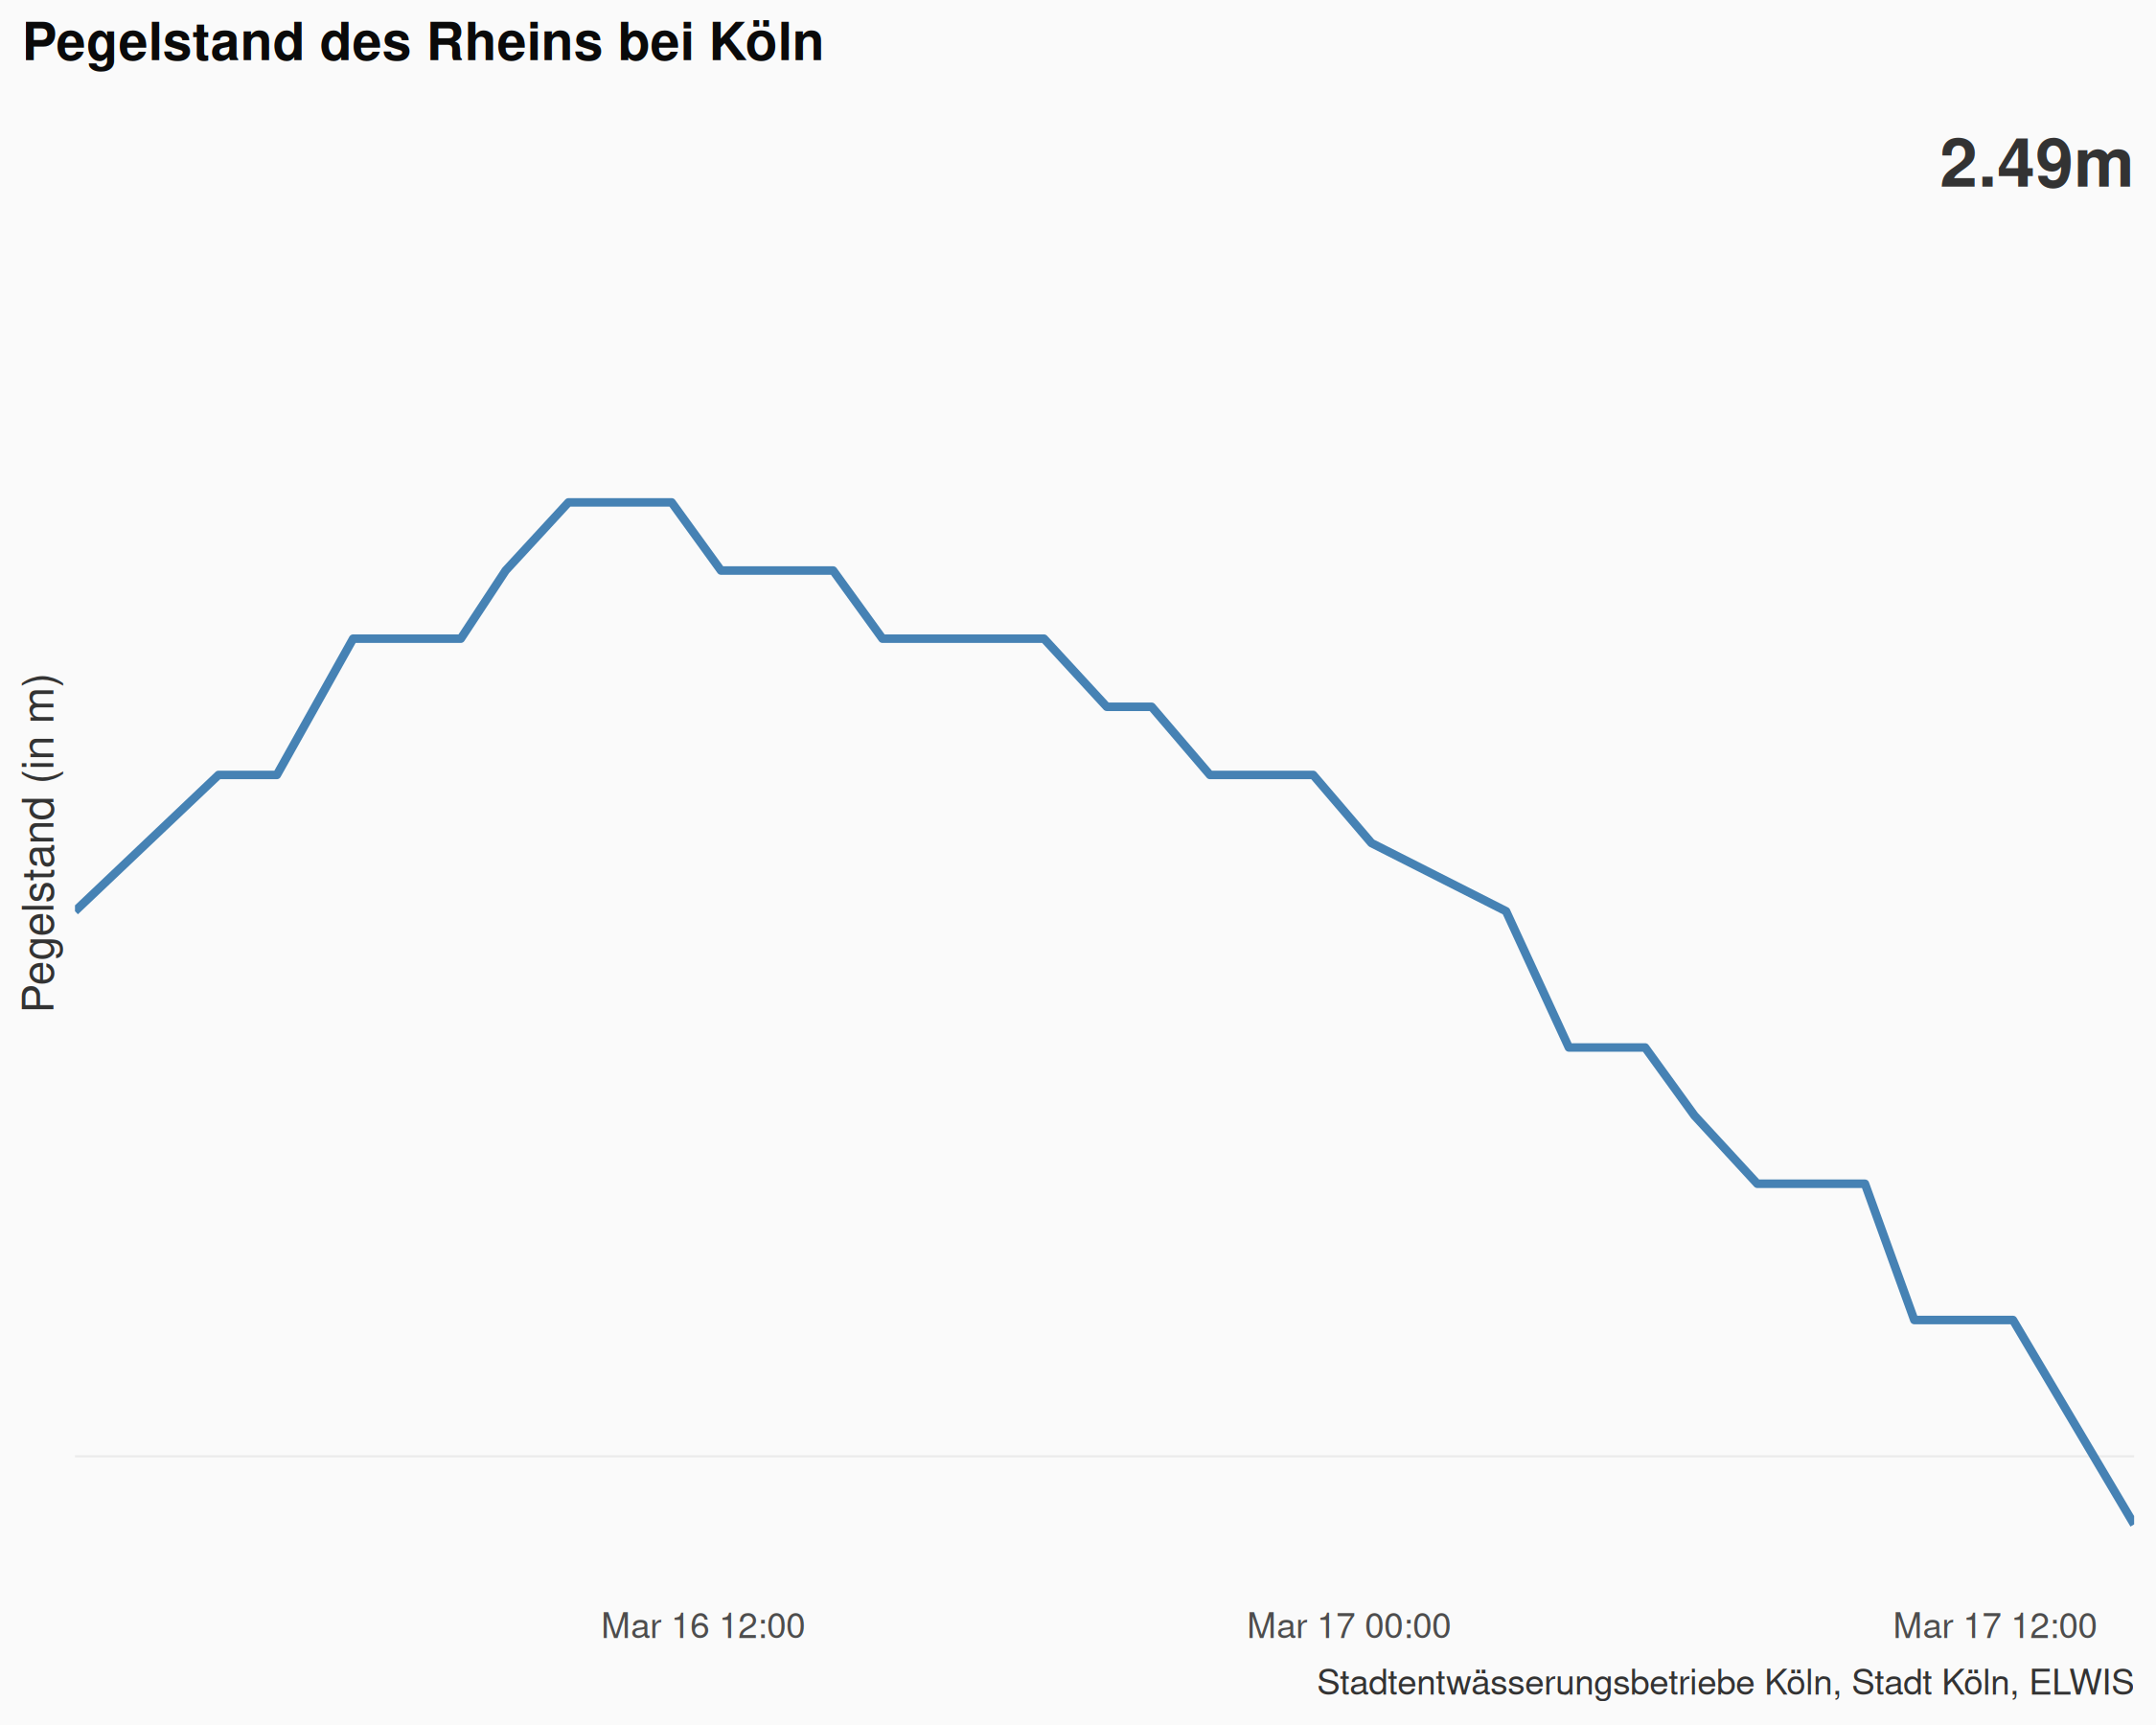 Pegelstand des Rheins bei Köln
2.49m
Pegelstand (in m)
Mar 16 12:00
Mar 17 00:00
Mar 17 12:00
Stadtentwässerungsbetriebe Köln, Stadt Köln, ELWIS